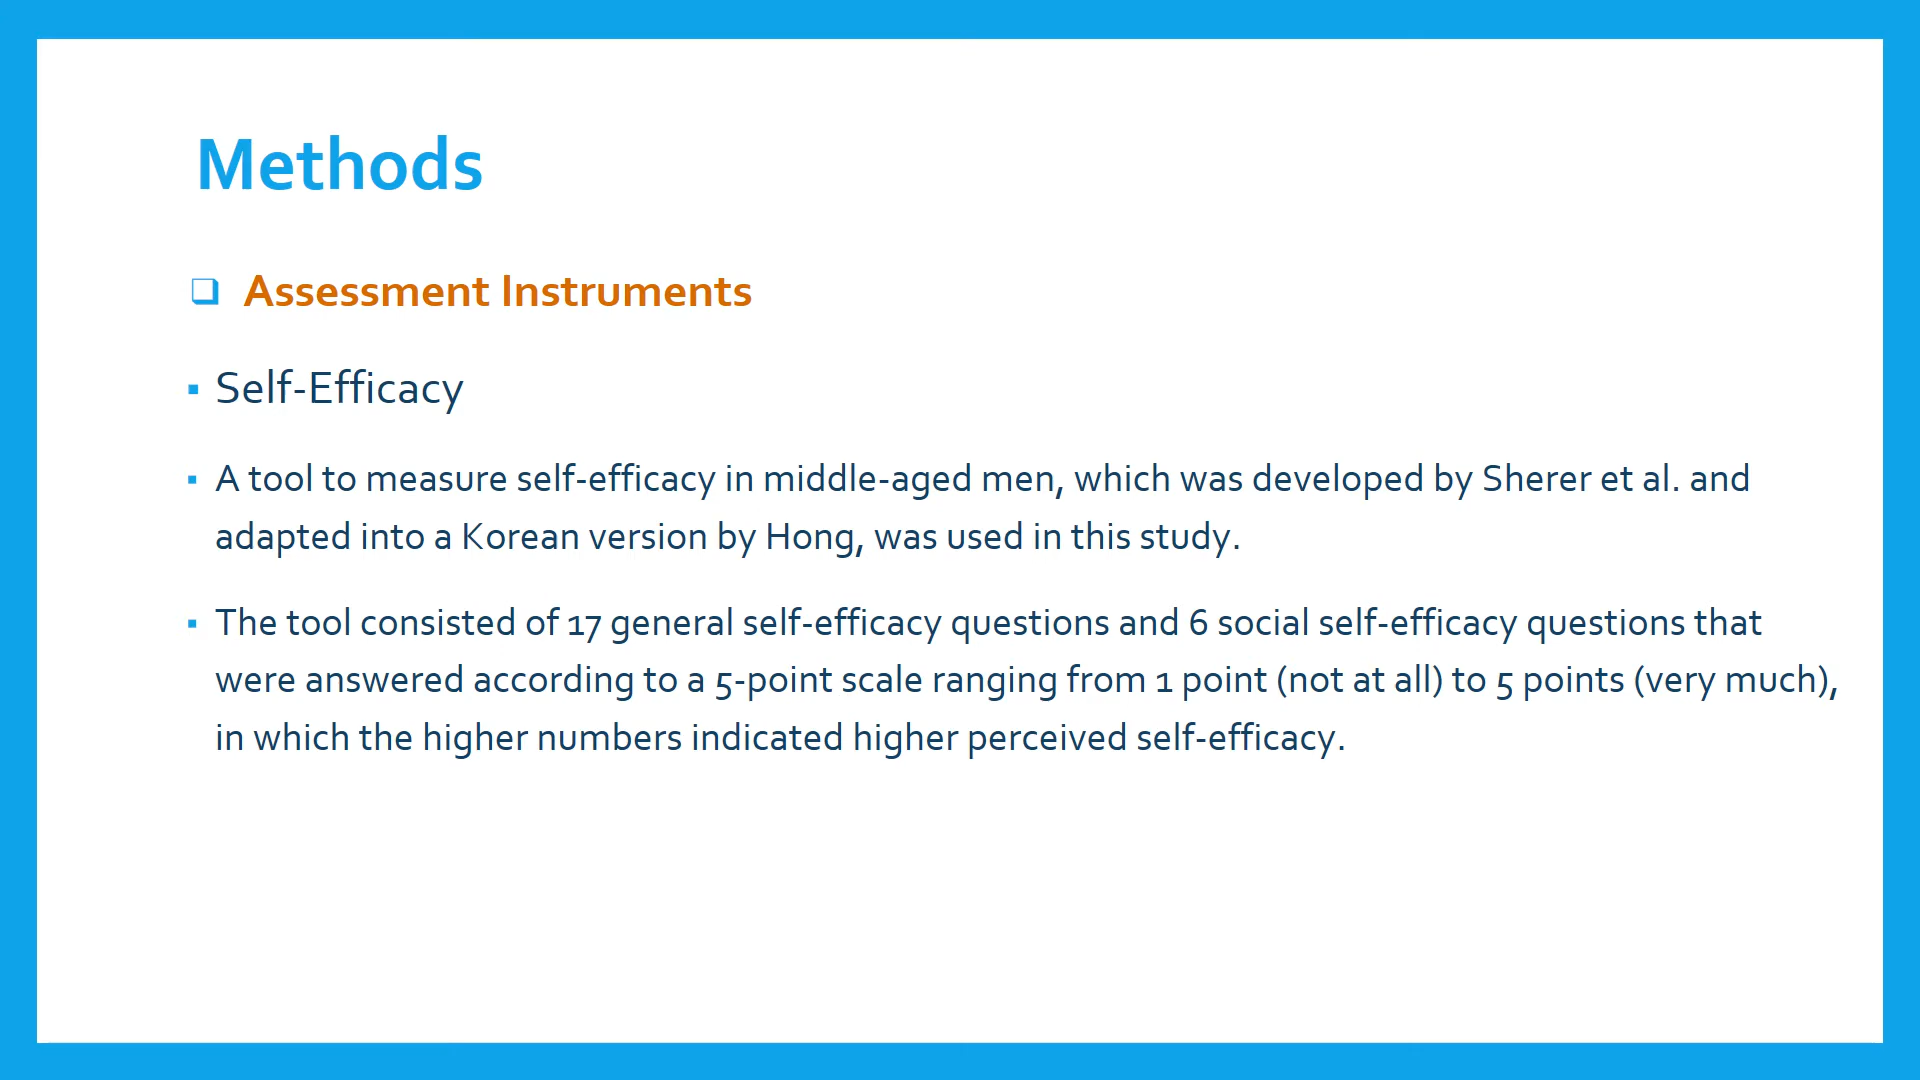 Methods
Assessment Instruments
Self-Efficacy
A tool to measure self-efficacy in middle-aged men, which was developed by Sherer et al. and
adapted into a Korean version by Hong, was used in this study.
The tool consisted of 17 general self-efficacy questions and 6 social self-efficacy questions that
were answered according to a 5-point scale ranging from 1 point (not at all) to 5 points (very much),
in which the higher numbers indicated higher perceived self-efficacy.